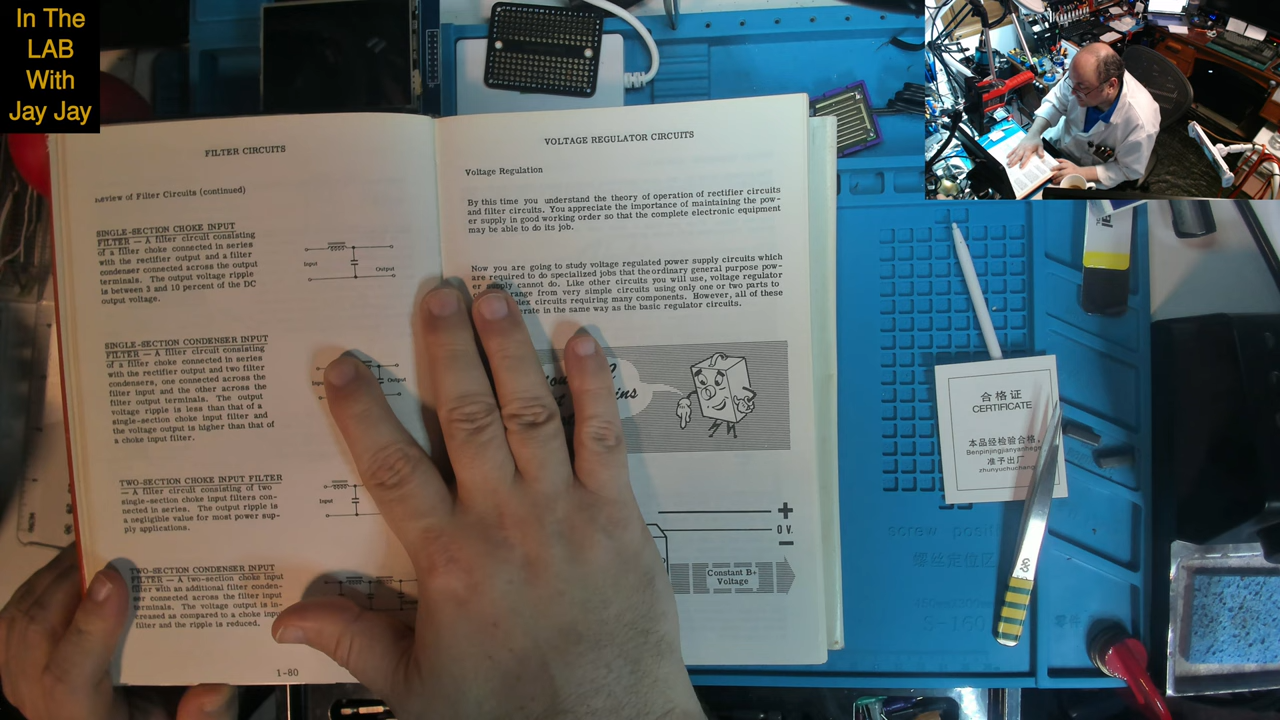 In The
LAB
With
Jay Jay
FILTER CIRCUITS
Review of Filter Circuits (continued)
SINGLE-SECTION CHOKE INPUT
FILTER — A filter circuit consisting
of a filter choke connected in series
with the rectifier output and a filter
condenser connected across the output
terminals. The output voltage ripple
is between 3 and 10 percent of the DC
output voltage.
Input
Output
SINGLE-SECTION CONDENSER INPUT
FILTER — A filter circuit consisting
of a filter choke connected in series
with the rectifier output and two filter
condensers, one connected across the
filter input and the other across the
filter output terminals. The output
voltage ripple is less than that of a
single-section choke input filter and
the voltage output is higher than that of
a choke input filter.
Output
TWO-SECTION CHOKE INPUT FILTER
— A filter circuit consisting of two
single-section choke input filters con-
nected in series. The output ripple is
a negligible value for most power sup-
ply applications.
Input
TWO-SECTION CONDENSER INPUT
FILTER — A two-section choke input
filter with an additional filter conden-
ser connected across the filter input
terminals. The voltage output is in-
creased as compared to a choke input
filter and the ripple is reduced.
1-80
VOLTAGE REGULATOR CIRCUITS
Voltage Regulation
By this time you understand the theory of operation of rectifier circuits
and filter circuits. You appreciate the importance of maintaining the pow-
er supply in good working order so that the complete electronic equipment
may be able to do its job.
Now you are going to study voltage regulated power supply circuits which
are required to do specialized jobs that the ordinary general purpose pow-
er supply cannot do. Like other circuits you will use, voltage regulator
range from very simple circuits using only one or two parts to
plex circuits requiring many components. However, all of these
erate in the same way as the basic regulator circuits.
+
0 V.
−
Constant B+
Voltage
合格证
CERTIFICATE
本品经检验合格,
Benpinjingjianyanhege
准予出厂
zhunyuchuchang
screw posit
螺丝定位区
S-160
零件